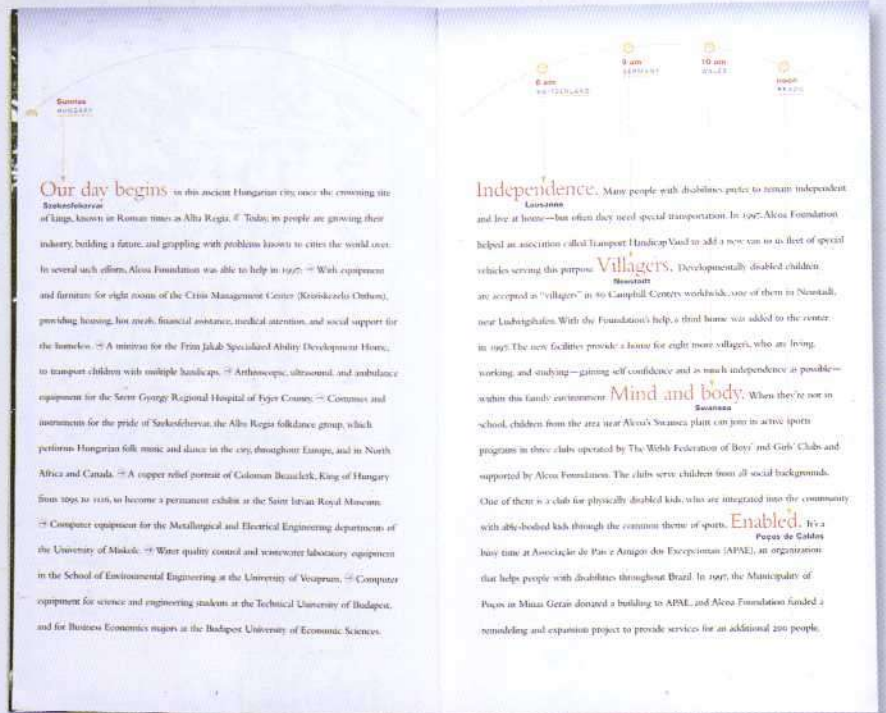 Sunrise
HUNGARY
Our day begins in this ancient Hungarian city, once the crowning site
Szekesfehervar
of kings, known in Roman times as Alba Regia. Today, its people are growing their
industry, building a future, and grappling with problems known to cities the world over.
In several such efforts, Alcoa Foundation was able to help in 1997: → With equipment
and furniture for eight rooms of the Crisis Management Center (Kriziskezelo Otthon),
providing housing, hot meals, financial assistance, medical attention, and social support for
the homeless. → A minivan for the Frim Jakab Specialized Ability Development Home,
to transport children with multiple handicaps. → Arthroscopic, ultrasound, and ambulance
equipment for the Szent Gyorgy Regional Hospital of Fejer County. → Costumes and
instruments for the pride of Szekesfehervar, the Alba Regia folkdance group, which
performs Hungarian folk music and dance in the city, throughout Europe, and in North
Africa and Canada. → A copper relief portrait of Coloman Beauclerk, King of Hungary
from 1095 to 1116, to become a permanent exhibit at the Saint Istvan Royal Museum.
→ Computer equipment for the Metallurgical and Electrical Engineering departments of
the University of Miskolc. → Water quality control and wastewater laboratory equipment
in the School of Environmental Engineering at the University of Veszprem. → Computer
equipment for science and engineering students at the Technical University of Budapest,
and for Business Economics majors at the Budapest University of Economic Sciences.
6 am
SWITZERLAND
9 am
GERMANY
10 am
WALES
noon
BRAZIL
Independence. Many people with disabilities prefer to remain independent
Lausanne
and live at home—but often they need special transportation. In 1997, Alcoa Foundation
helped an association called Transport Handicap Vaud to add a new van to its fleet of special
vehicles serving this purpose. Villagers. Developmentally disabled children
Neustadt
are accepted as "villagers" in 80 Camphill Centers worldwide, one of them in Neustadt,
near Ludwigshafen. With the Foundation's help, a third home was added to the center
in 1997. The new facilities provide a home for eight more villagers, who are living,
working, and studying—gaining self confidence and as much independence as possible—
within this family environment. Mind and body. When they're not in
Swansea
school, children from the area near Alcoa's Swansea plant can join in active sports
programs in three clubs operated by The Welsh Federation of Boys' and Girls' Clubs and
supported by Alcoa Foundation. The clubs serve children from all social backgrounds.
One of them is a club for physically disabled kids, who are integrated into the community
with able-bodied kids through the common theme of sports. Enabled. It's a
Poços de Caldas
busy time at Associação de Pais e Amigos dos Excepcionais (APAE), an organization
that helps people with disabilities throughout Brazil. In 1997, the Municipality of
Poços in Minas Gerais donated a building to APAE, and Alcoa Foundation funded a
remodeling and expansion project to provide services for an additional 200 people.